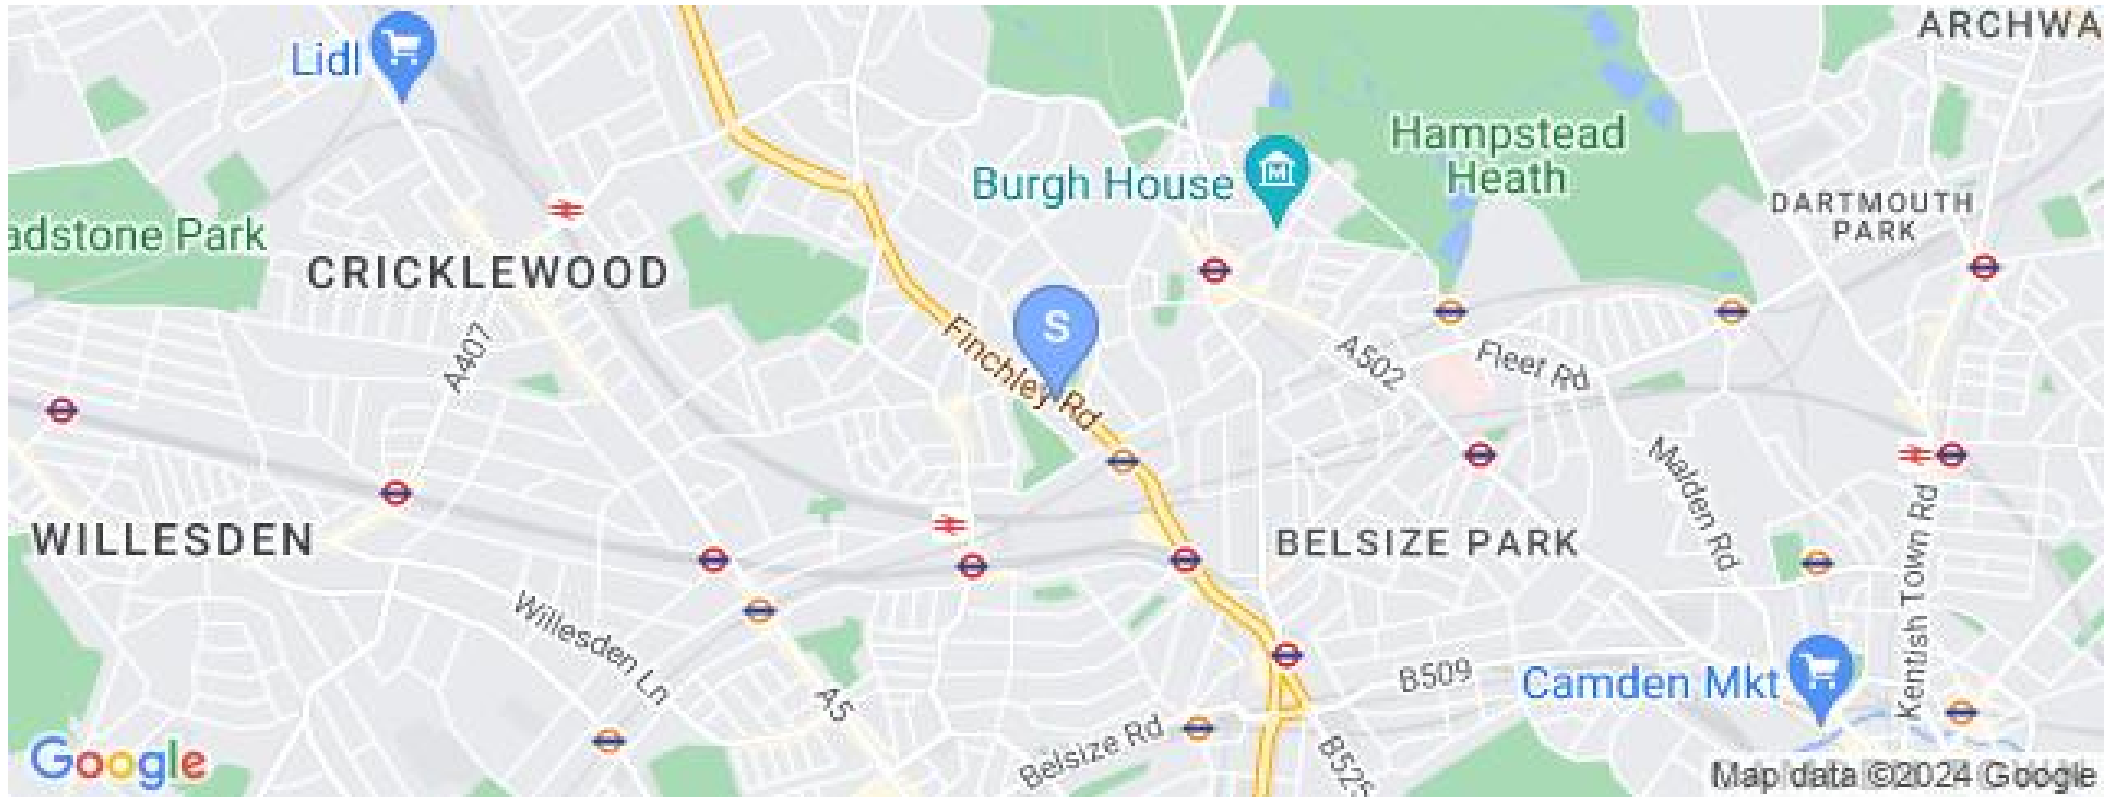 ARCHWA
Lidl
Hampstead
Heath
Burgh House
M
DARTMOUTH
PARK
adstone Park
CRICKLEWOOD
S
Finchley Rd
A407
A502
Fleet Rd
Malden Rd
WILLESDEN
BELSIZE PARK
Kentish Town Rd
Willesden Ln
A5
B509
Camden Mkt
Belsize Rd
B525
Google
Map data ©2024 Google